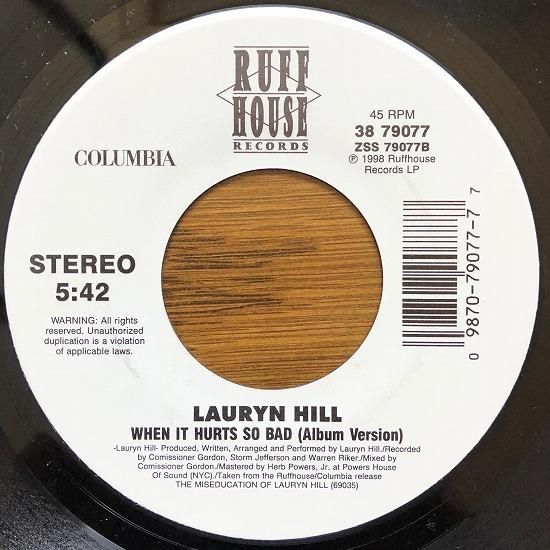 RUFF
HOUSE
RECORDS
COLUMBIA
45 RPM
38 79077
ZSS 79077B
℗ 1998 Ruffhouse
Records LP
STEREO
5:42
WARNING: All rights
reserved. Unauthorized
duplication is a violation
of applicable laws.
0 9870-79077-7 7
LAURYN HILL
WHEN IT HURTS SO BAD (Album Version)
-Lauryn Hill- Produced, Written, Arranged and Performed by Lauryn Hill./Recorded
by Comissioner Gordon, Storm Jefferson and Warren Riker./Mixed by
Comissioner Gordon./Mastered by Herb Powers, Jr. at Powers House
Of Sound (NYC)./Taken from the Ruffhouse/Columbia release
THE MISEDUCATION OF LAURYN HILL (69035)